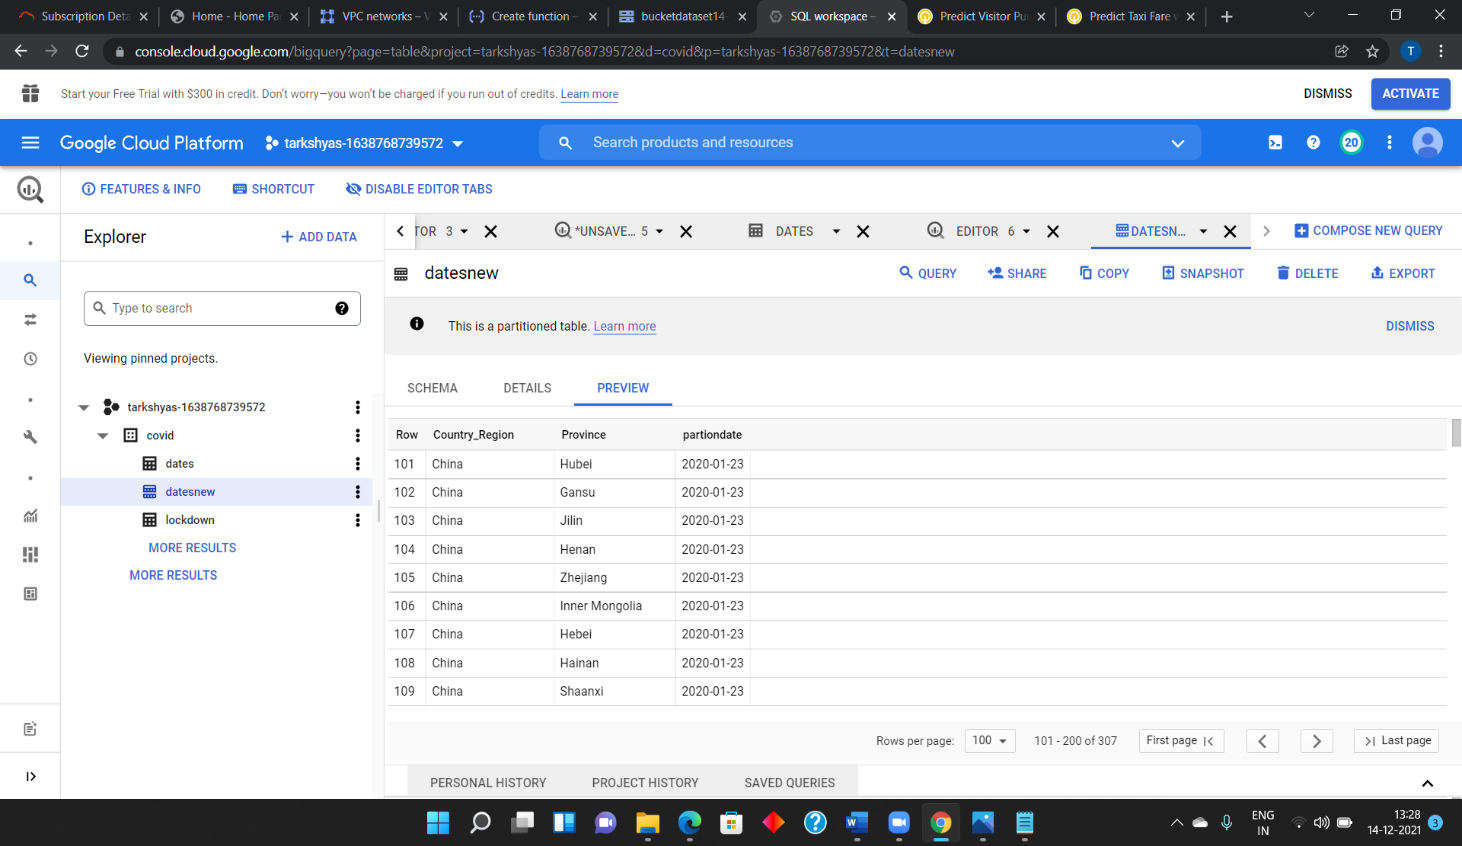 Subscription Deta
Home - Home Pa
VPC networks – V
Create function –
bucketdataset14
SQL workspace –
Predict Visitor Pu
Predict Taxi Fare
console.cloud.google.com/bigquery?page=table&project=tarkshyas-1638768739572&d=covid&p=tarkshyas-1638768739572&t=datesnew
T
Start your Free Trial with $300 in credit. Don't worry—you won't be charged if you run out of credits. Learn more
DISMISS
ACTIVATE
Google Cloud Platform
tarkshyas-1638768739572
Search products and resources
20
FEATURES & INFO
SHORTCUT
DISABLE EDITOR TABS
Explorer
+ ADD DATA
TOR 3
*UNSAVE... 5
DATES
EDITOR 6
DATESN...
COMPOSE NEW QUERY
datesnew
QUERY
SHARE
COPY
SNAPSHOT
DELETE
EXPORT
Type to search
This is a partitioned table. Learn more
DISMISS
Viewing pinned projects.
SCHEMA
DETAILS
PREVIEW
tarkshyas-1638768739572
covid
dates
datesnew
lockdown
MORE RESULTS
MORE RESULTS
Row Country_Region Province partiondate
101 China Hubei 2020-01-23
102 China Gansu 2020-01-23
103 China Jilin 2020-01-23
104 China Henan 2020-01-23
105 China Zhejiang 2020-01-23
106 China Inner Mongolia 2020-01-23
107 China Hebei 2020-01-23
108 China Hainan 2020-01-23
109 China Shaanxi 2020-01-23
Rows per page: 100 101 - 200 of 307 First page Last page
PERSONAL HISTORY
PROJECT HISTORY
SAVED QUERIES
ENG
IN
13:28
14-12-2021
3